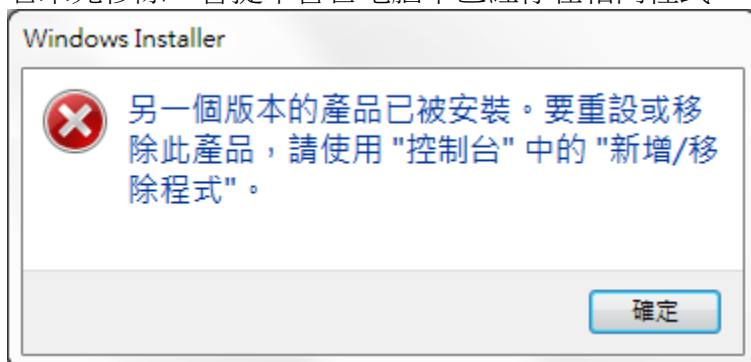 Windows Installer
另一個版本的產品已被安裝。要重設或移
除此產品，請使用 "控制台" 中的 "新增/移
除程式"。
確定